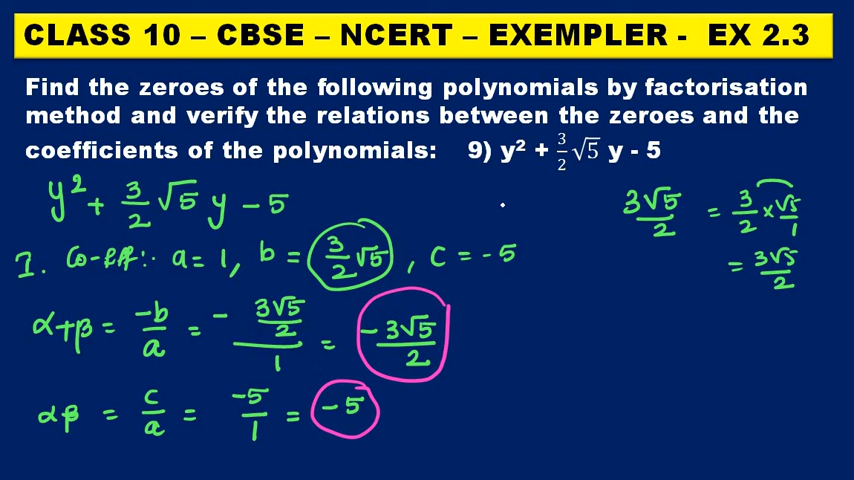 CLASS 10 – CBSE – NCERT – EXEMPLER - EX 2.3
Find the zeroes of the following polynomials by factorisation
method and verify the relations between the zeroes and the
coefficients of the polynomials: 9) y² + 3/2 √5 y - 5
y² + 3/2 √5 y - 5
I. Co-eff: a = 1, b = 3/2 √5, c = -5
α+β = -b/a = - (3√5/2)/1 = -3√5/2
αβ = c/a = -5/1 = -5
3√5/2 = 3/2 × √5/1
= 3√5/2